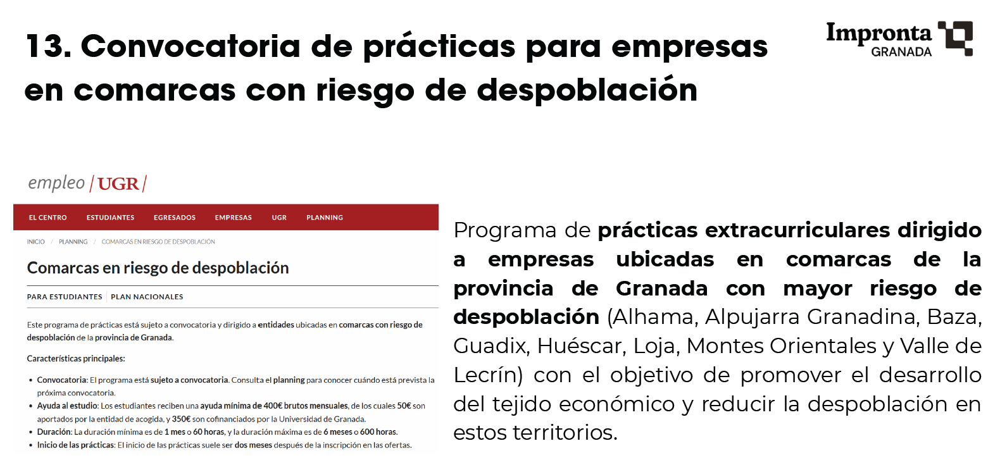 13. Convocatoria de prácticas para empresas
en comarcas con riesgo de despoblación
Impronta
GRANADA
empleo /UGR/
EL CENTRO ESTUDIANTES EGRESADOS EMPRESAS UGR PLANNING
INICIO / PLANNING / COMARCAS EN RIESGO DE DESPOBLACIÓN
Comarcas en riesgo de despoblación
PARA ESTUDIANTES PLAN NACIONALES
Este programa de prácticas está sujeto a convocatoria y dirigido a entidades ubicadas en comarcas con riesgo de
despoblación de la provincia de Granada.
Características principales:
• Convocatoria: El programa está sujeto a convocatoria. Consulta el planning para conocer cuándo está prevista la
próxima convocatoria.
• Ayuda al estudio: Los estudiantes reciben una ayuda mínima de 400€ brutos mensuales, de los cuales 50€ son
aportados por la entidad de acogida, y 350€ son cofinanciados por la Universidad de Granada.
• Duración: La duración mínima es de 1 mes o 60 horas, y la duración máxima es de 6 meses o 600 horas.
• Inicio de las prácticas: El inicio de las prácticas suele ser dos meses después de la inscripción en las ofertas.
Programa de prácticas extracurriculares dirigido
a empresas ubicadas en comarcas de la
provincia de Granada con mayor riesgo de
despoblación (Alhama, Alpujarra Granadina, Baza,
Guadix, Huéscar, Loja, Montes Orientales y Valle de
Lecrín) con el objetivo de promover el desarrollo
del tejido económico y reducir la despoblación en
estos territorios.